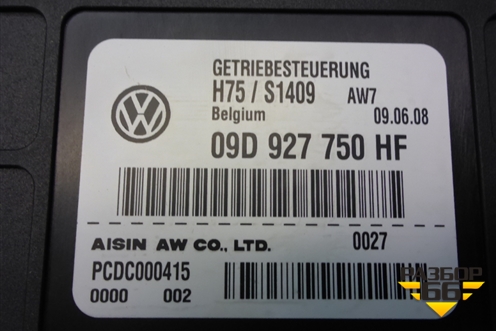 GETRIEBESTEUERUNG
H75 / S1409 AW7
Belgium 09.06.08
09D 927 750 HF
AISIN AW CO., LTD. 0027
PCDC000415
0000 002
РАЗБОР
66